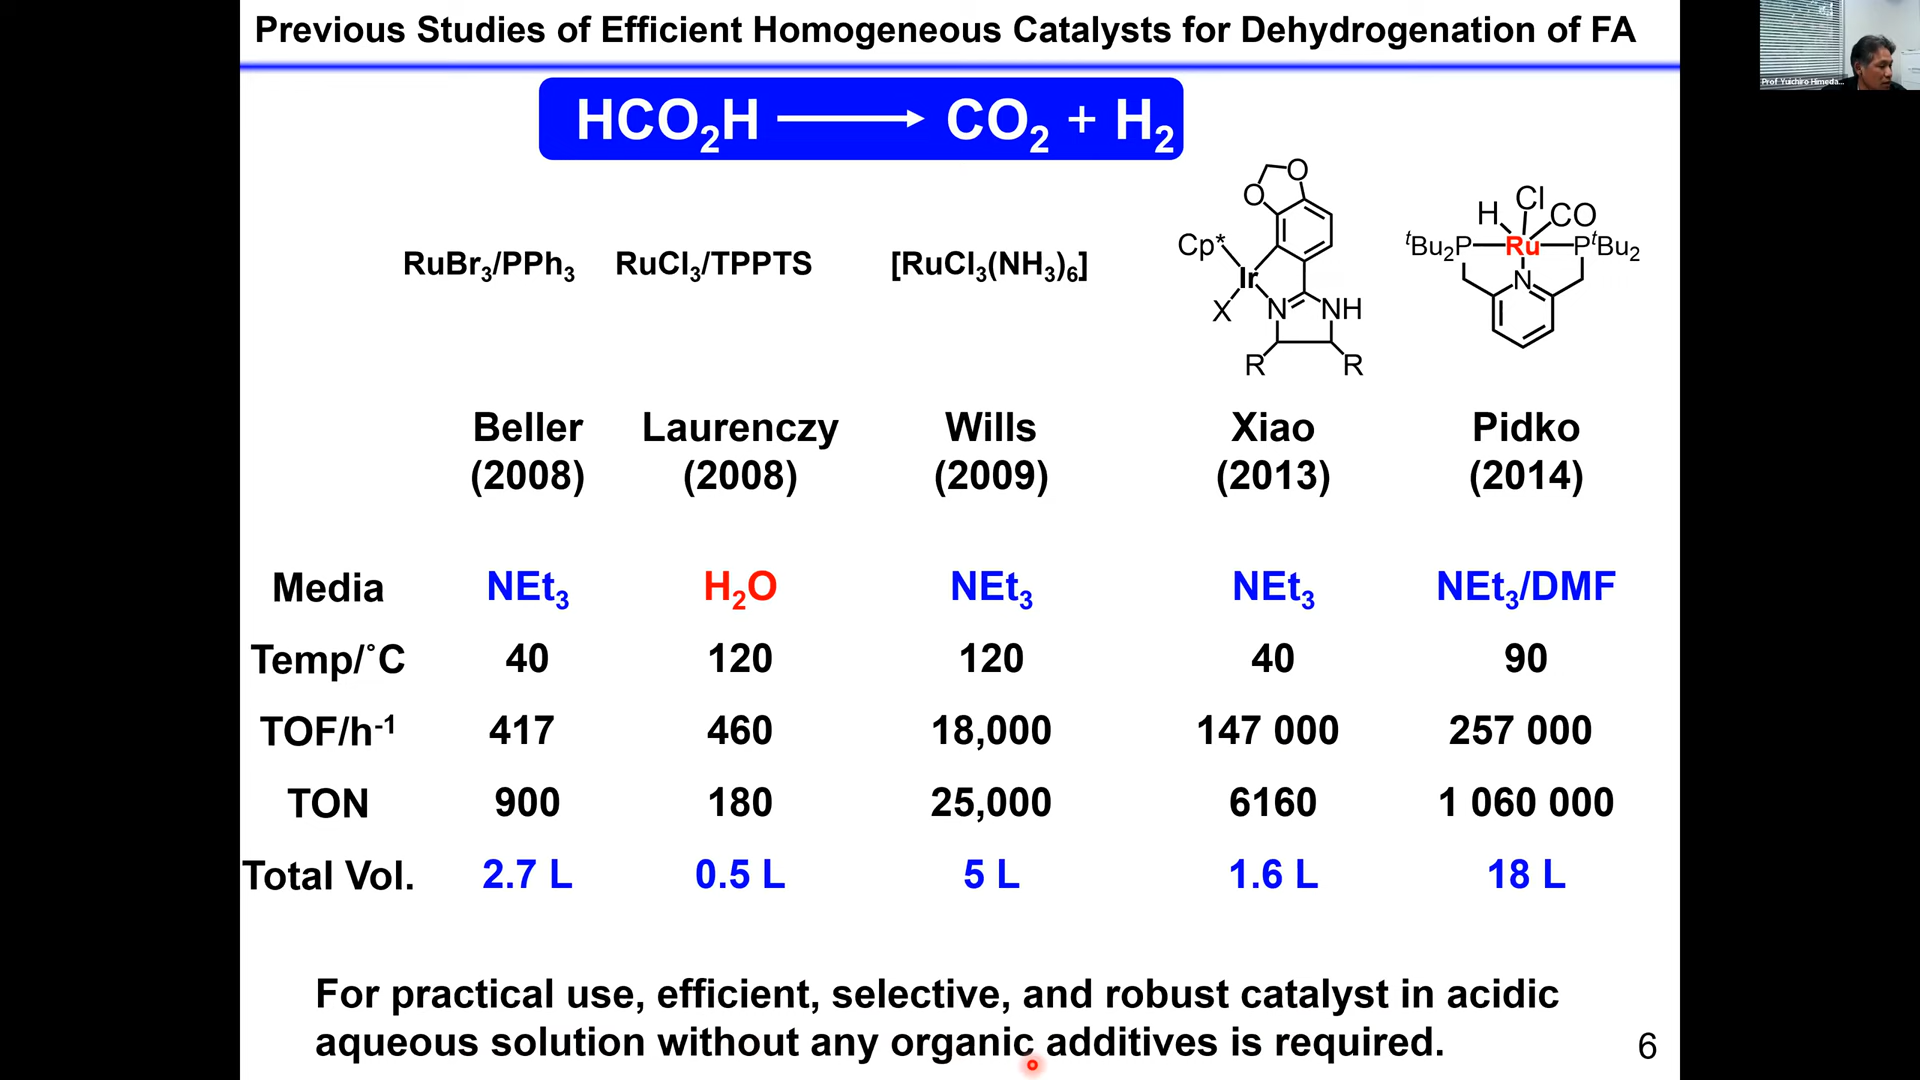 Previous Studies of Efficient Homogeneous Catalysts for Dehydrogenation of FA
Prof Yuichiro Himeda...
HCO₂H ⟶ CO₂ + H₂
RuBr₃/PPh₃ RuCl₃/TPPTS [RuCl₃(NH₃)₆]
O O
Cp*
Ir
X N NH
R R
H Cl CO
ᵗBu₂P Ru PᵗBu₂
N
Beller Laurenczy Wills Xiao Pidko
(2008) (2008) (2009) (2013) (2014)
Media NEt₃ H₂O NEt₃ NEt₃ NEt₃/DMF
Temp/˚C 40 120 120 40 90
TOF/h⁻¹ 417 460 18,000 147 000 257 000
TON 900 180 25,000 6160 1 060 000
Total Vol. 2.7 L 0.5 L 5 L 1.6 L 18 L
For practical use, efficient, selective, and robust catalyst in acidic
aqueous solution without any organic additives is required.
6